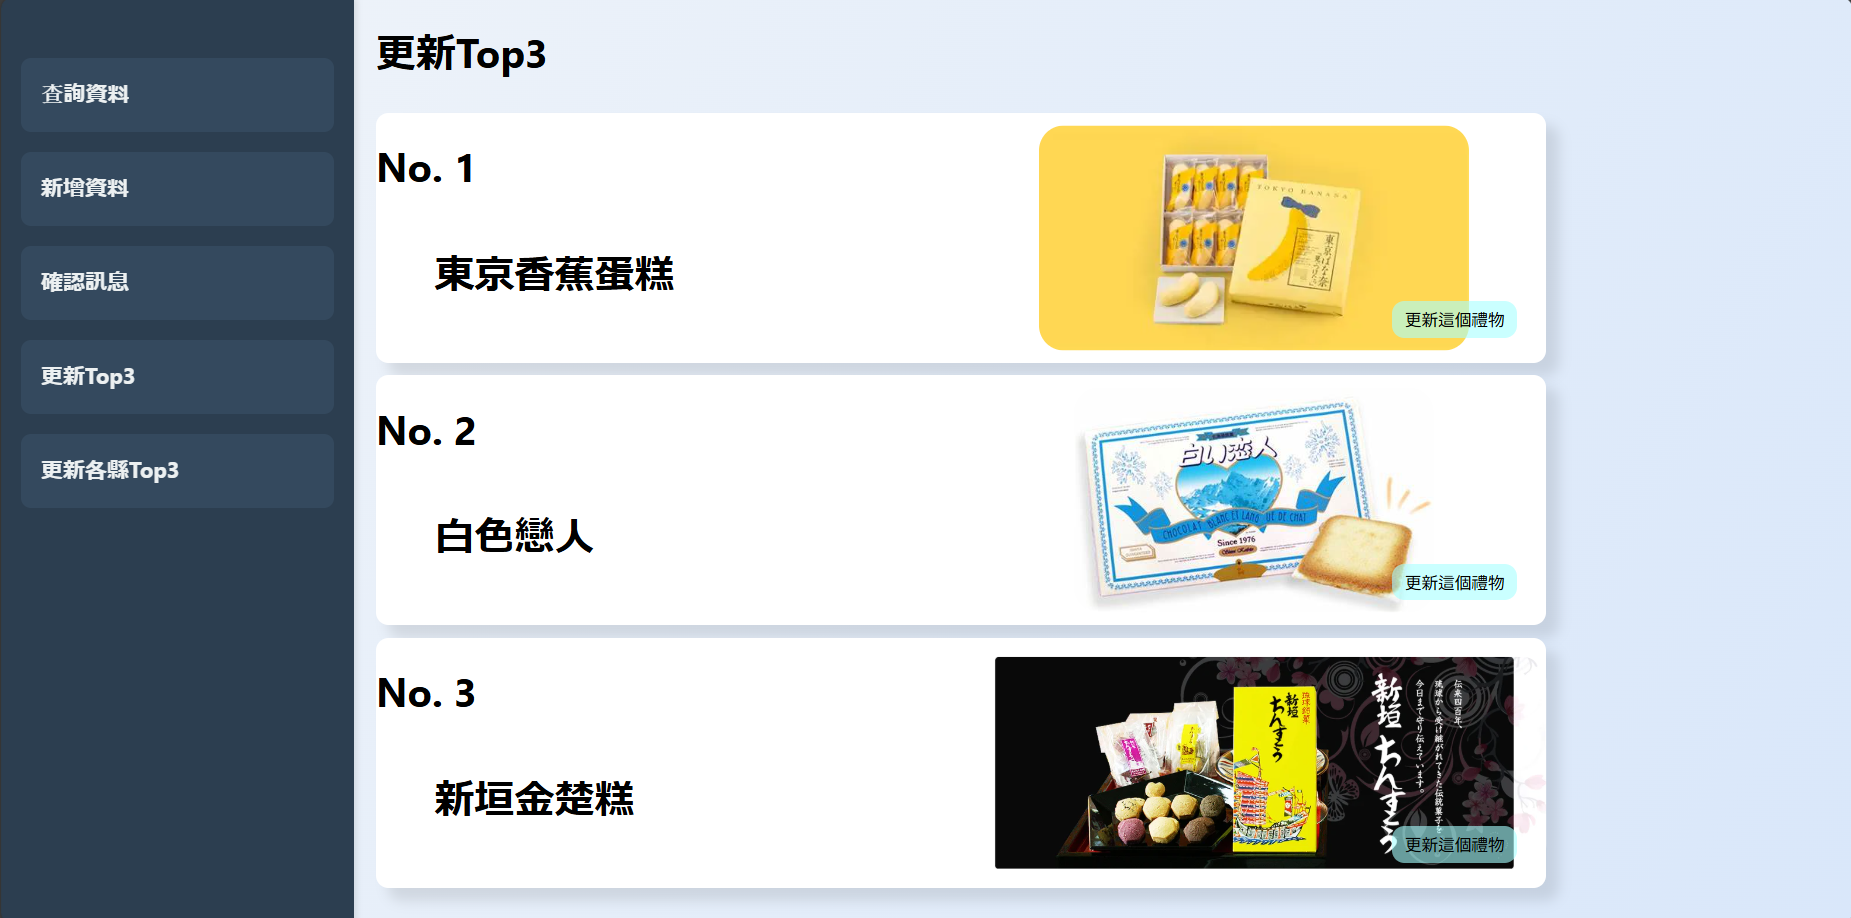 查詢資料
新增資料
確認訊息
更新Top3
更新各縣Top3
更新Top3
No. 1
東京香蕉蛋糕
TOKYO BANANA
更新這個禮物
No. 2
白色戀人
白い恋人
CHOCOLAT BLANC ET LANGUE DE CHAT
Since 1976
更新這個禮物
No. 3
新垣金楚糕
琉球銘菓
新垣ちんすこう
新垣ちんすこう
伝来四百年、
琉球から受け継がれてきた伝統菓子を
今日まで守り伝えています。
更新這個禮物